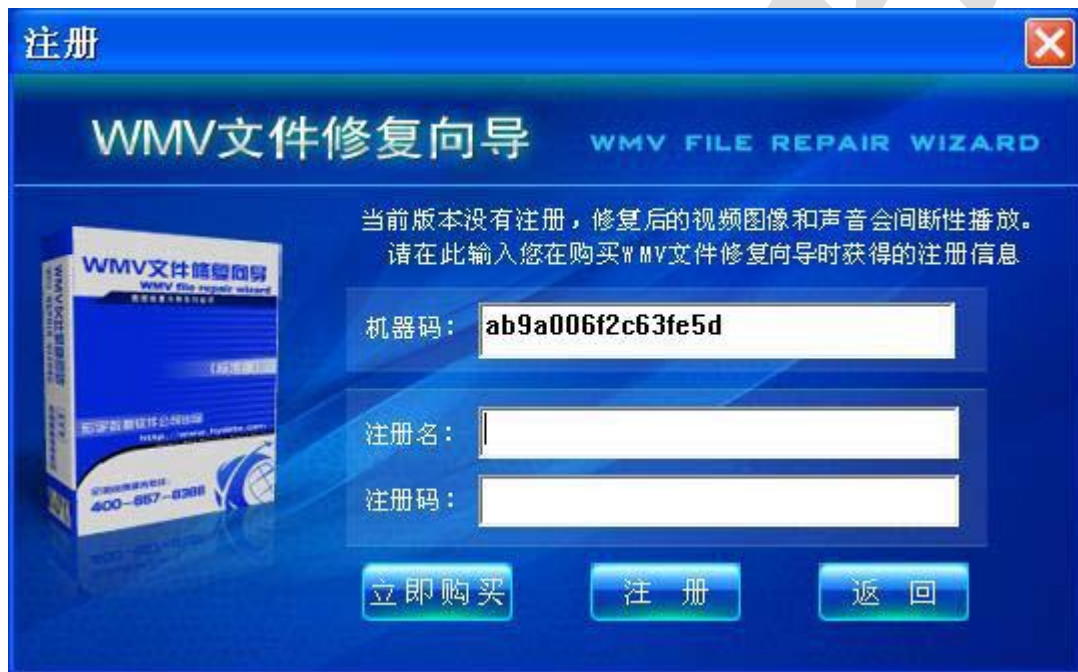 注册
WMV文件修复向导 WMV FILE REPAIR WIZARD
当前版本没有注册，修复后的视频图像和声音会间断性播放。
请在此输入您在购买WMV文件修复向导时获得的注册信息
WMV文件修复向导
WMV file repair wizard
机器码： ab9a006f2c63fe5d
注册名：
注册码：
400-657-8388
立即购买 注 册 返 回